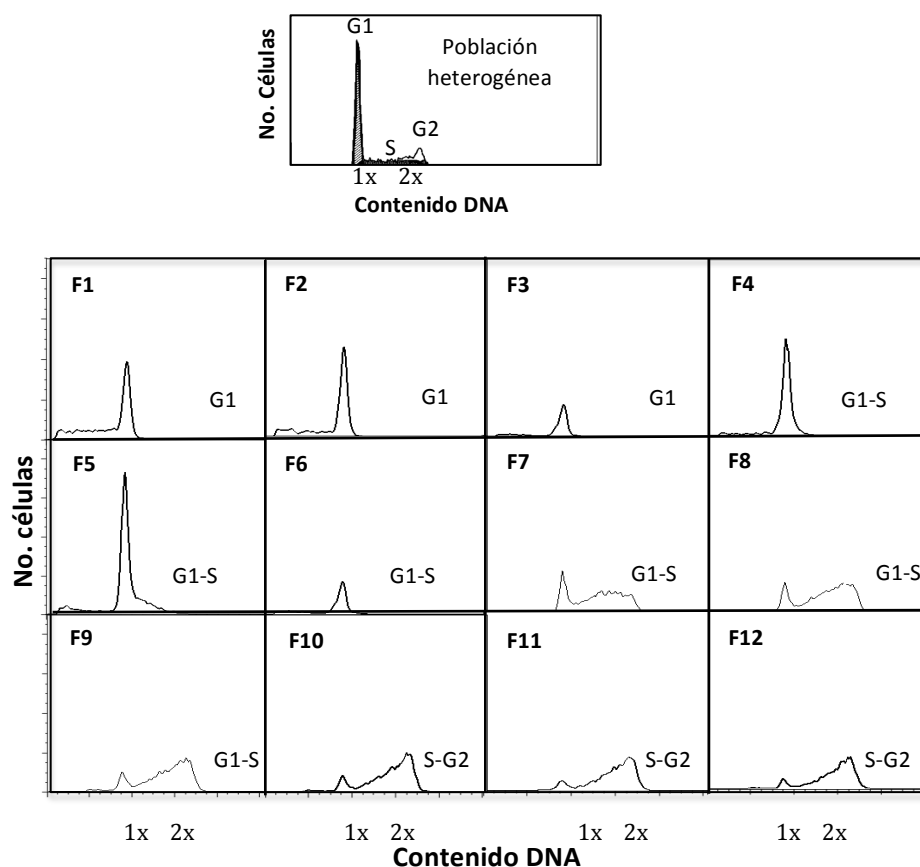 G1
Población
heterogénea
No. Células
G2
S
1x 2x
Contenido DNA
F1
G1
F2
G1
F3
G1
F4
G1-S
F5
G1-S
F6
G1-S
F7
G1-S
F8
G1-S
F9
G1-S
F10
S-G2
F11
S-G2
F12
S-G2
No. células
1x 2x
1x 2x
1x 2x
1x 2x
Contenido DNA